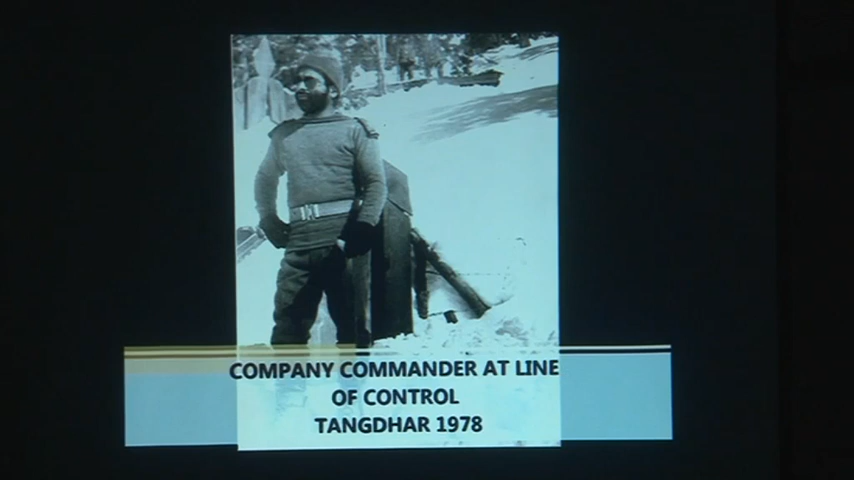 COMPANY COMMANDER AT LINE
OF CONTROL
TANGDHAR 1978